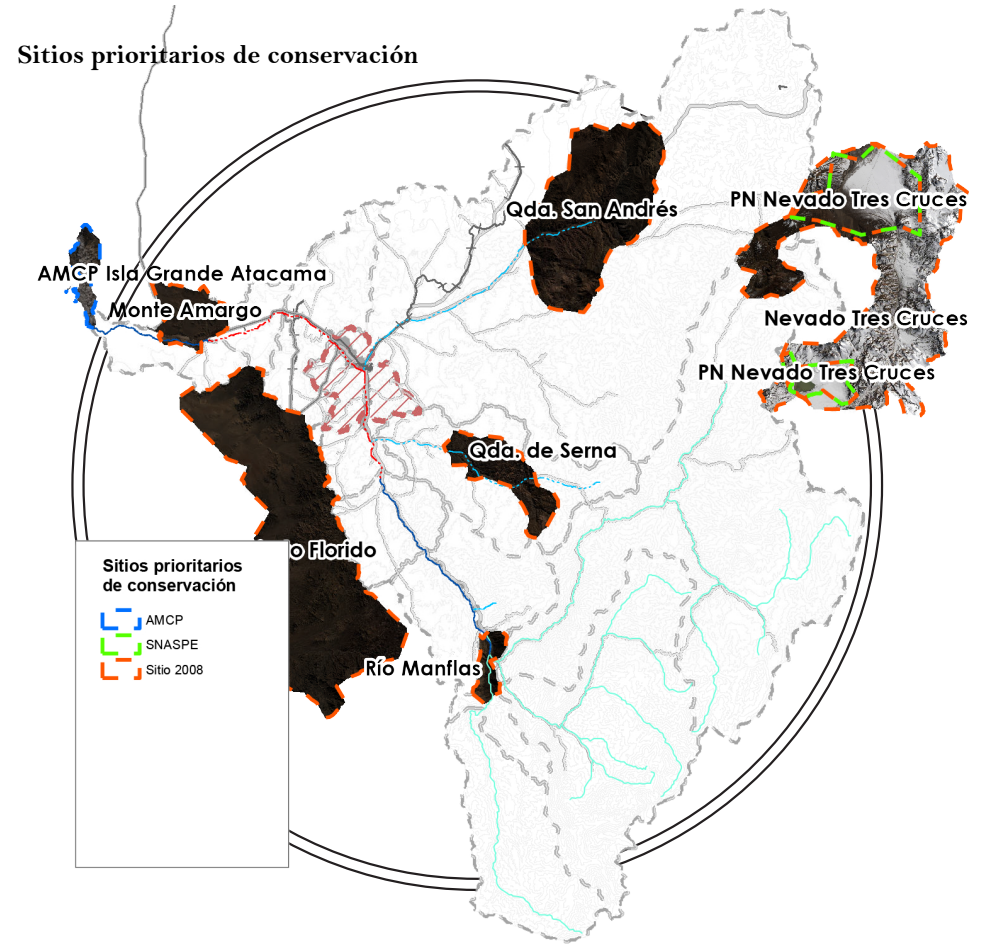 Sitios prioritarios de conservación
PN Nevado Tres Cruces
Qda. San Andrés
AMCP Isla Grande Atacama
Monte Amargo
Nevado Tres Cruces
PN Nevado Tres Cruces
Qda. de Serna
o Florido
Río Manflas
Sitios prioritarios
de conservación
AMCP
SNASPE
Sitio 2008